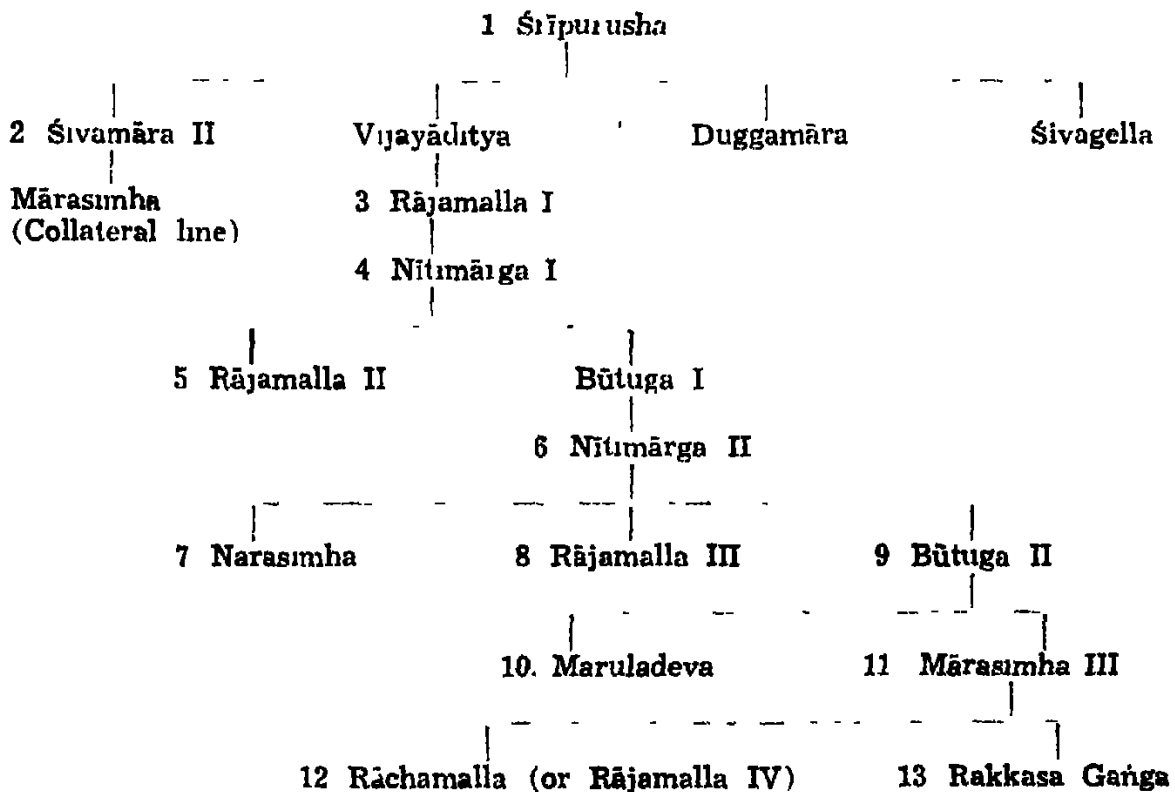 1 Śrīpurusha
2 Śivamāra II Vijayāditya Duggamāra Śivagella
Mārasimha 3 Rājamalla I
(Collateral line)
4 Nītimārga I
5 Rājamalla II Būtuga I
6 Nītimārga II
7 Narasimha 8 Rājamalla III 9 Būtuga II
10. Maruladeva 11 Mārasimha III
12 Rāchamalla (or Rājamalla IV) 13 Rakkasa Gaṅga